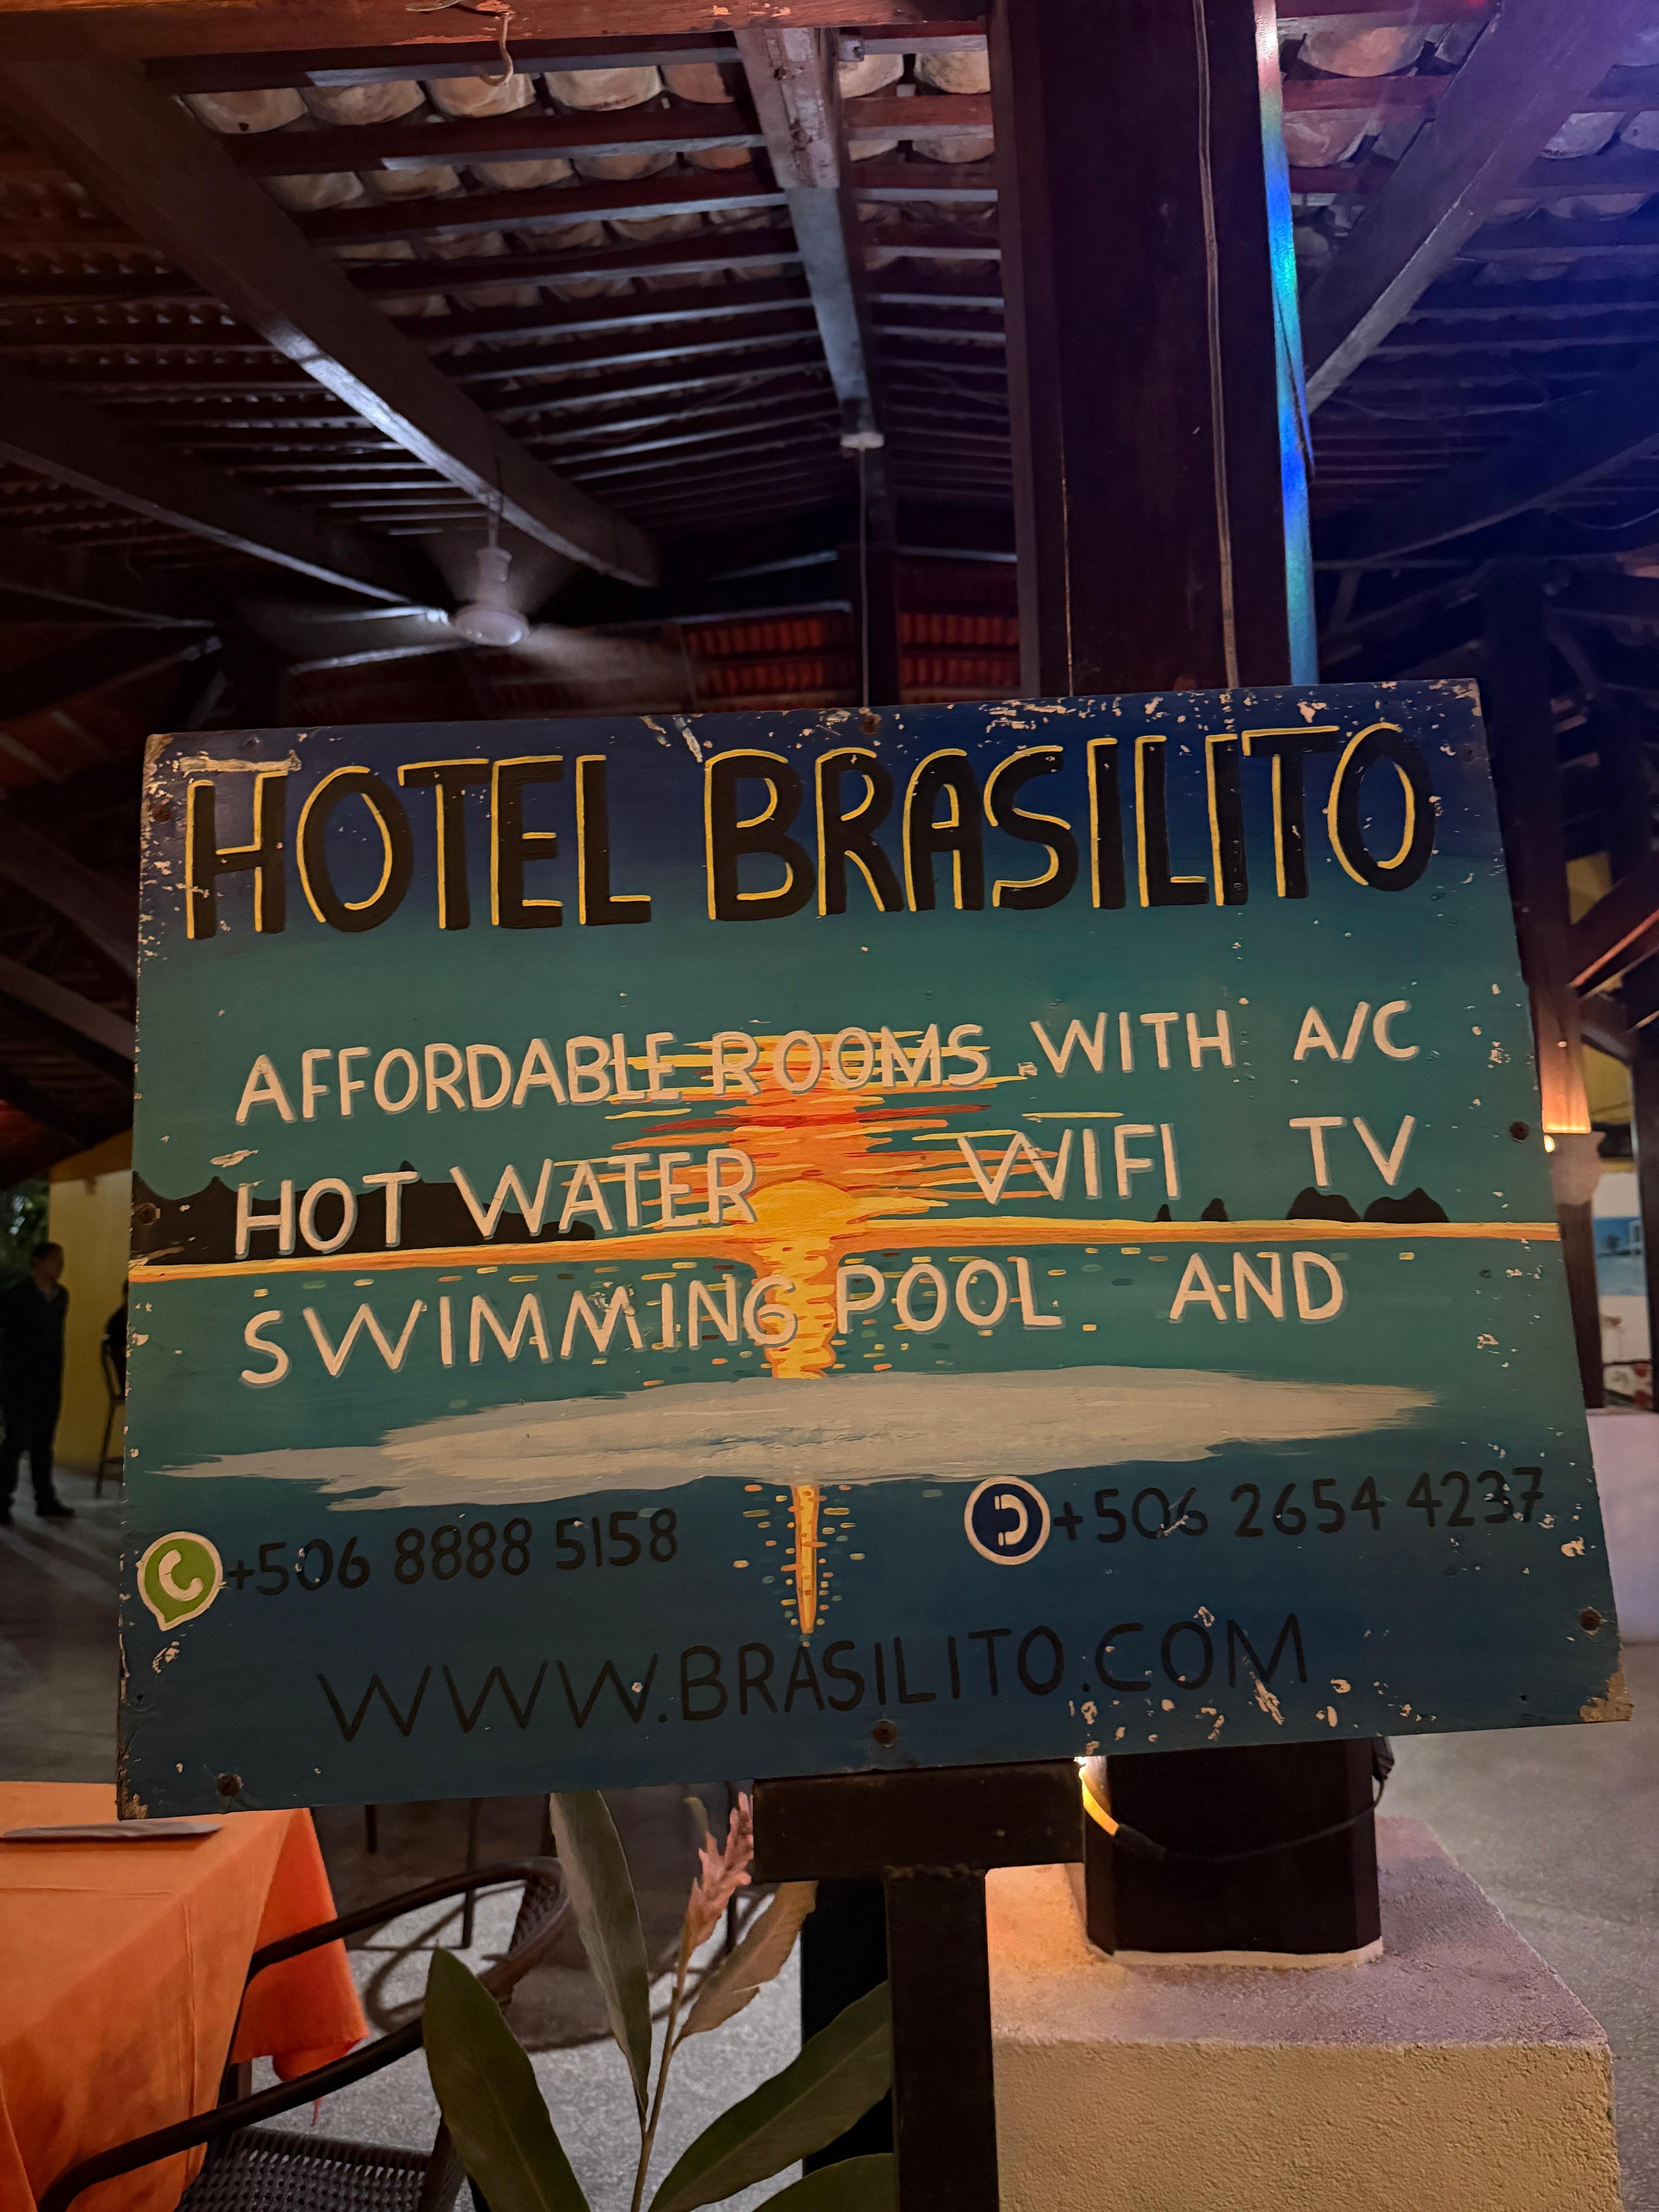 HOTEL BRASILITO
AFFORDABLE ROOMS WITH A/C
HOT WATER WIFI TV
SWIMMING POOL AND
+506 8888 5158 +506 2654 4237
WWW.BRASILITO.COM